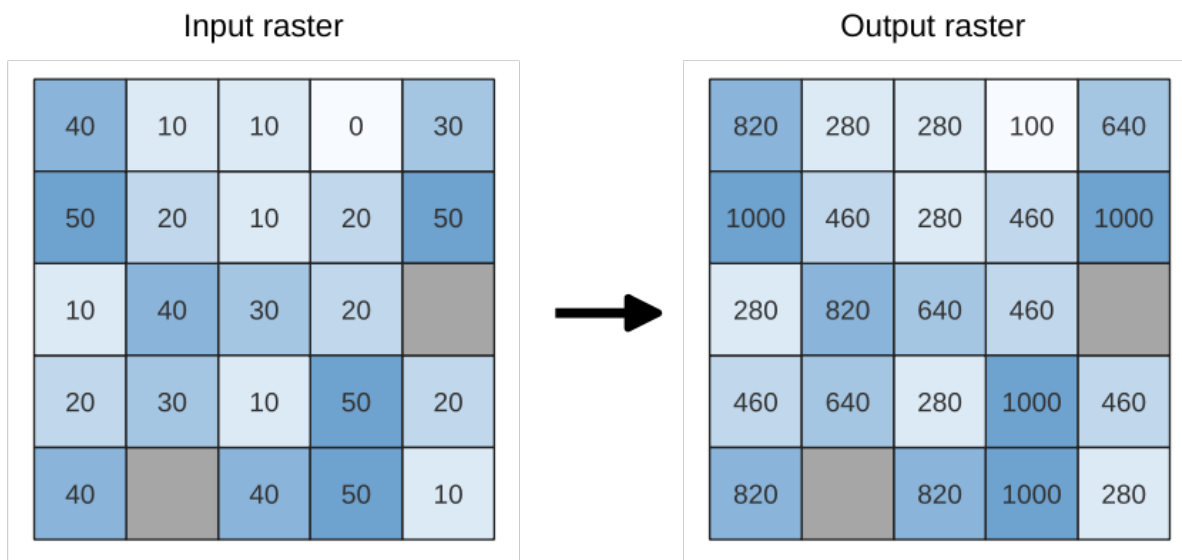 Input raster
Output raster
40 10 10 0 30
50 20 10 20 50
10 40 30 20
20 30 10 50 20
40 40 50 10
820 280 280 100 640
1000 460 280 460 1000
280 820 640 460
460 640 280 1000 460
820 820 1000 280